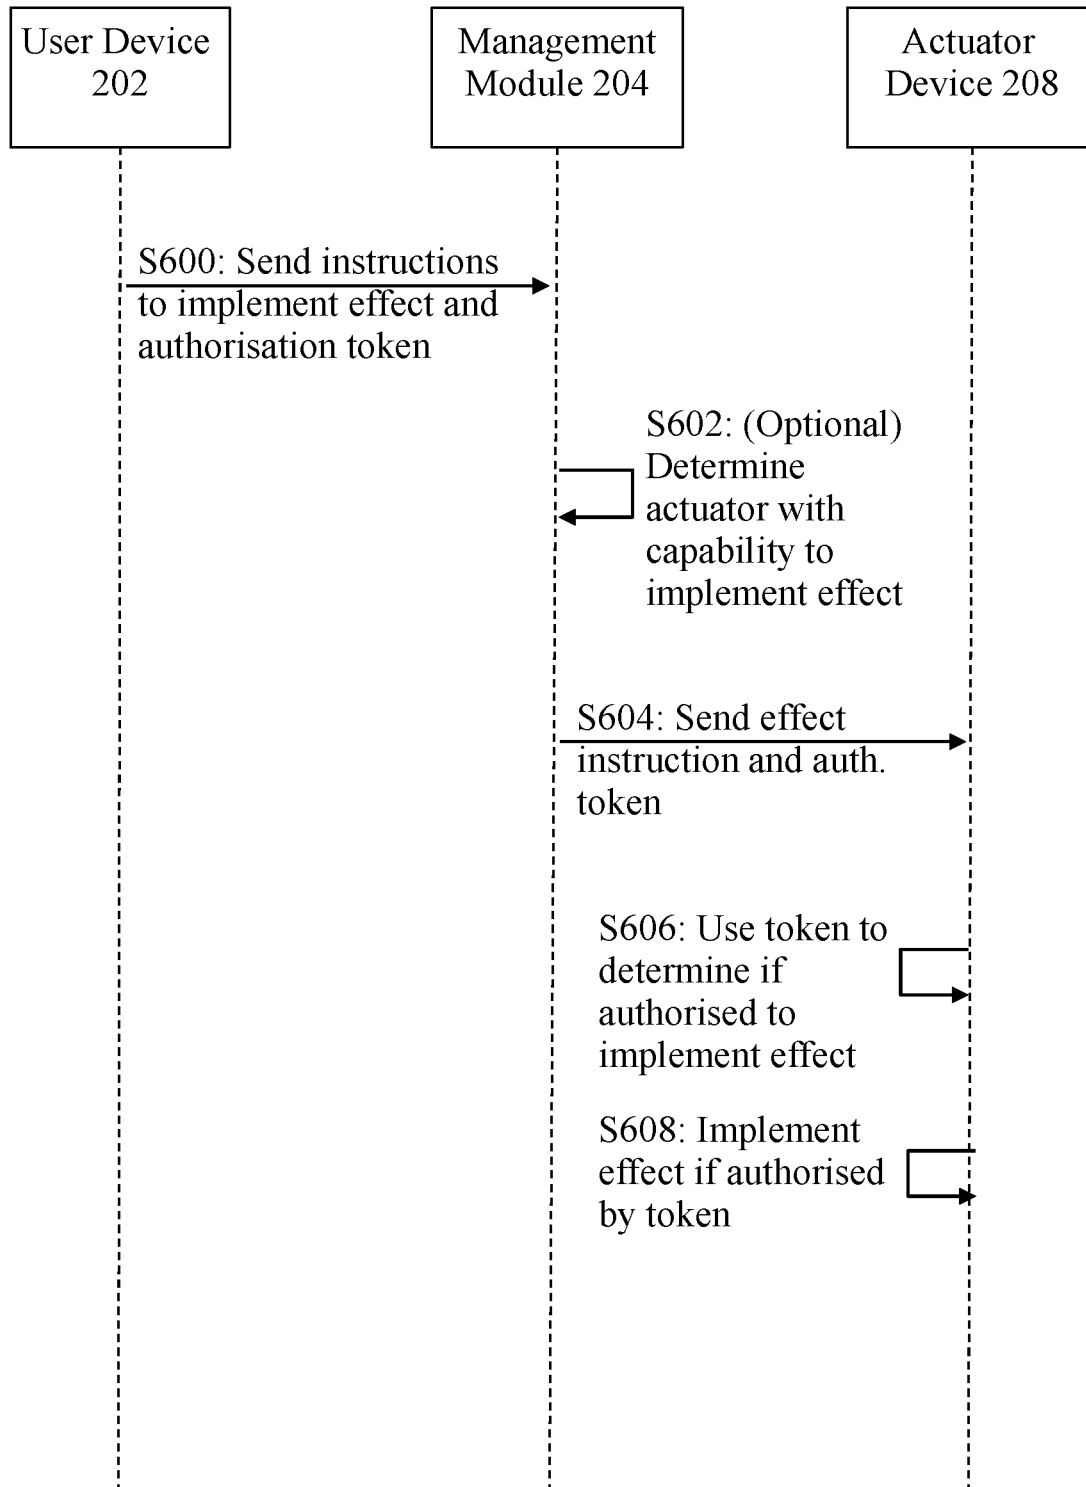 User Device
202
Management
Module 204
Actuator
Device 208
S600: Send instructions
to implement effect and
authorisation token
S602: (Optional)
Determine
actuator with
capability to
implement effect
S604: Send effect
instruction and auth.
token
S606: Use token to
determine if
authorised to
implement effect
S608: Implement
effect if authorised
by token